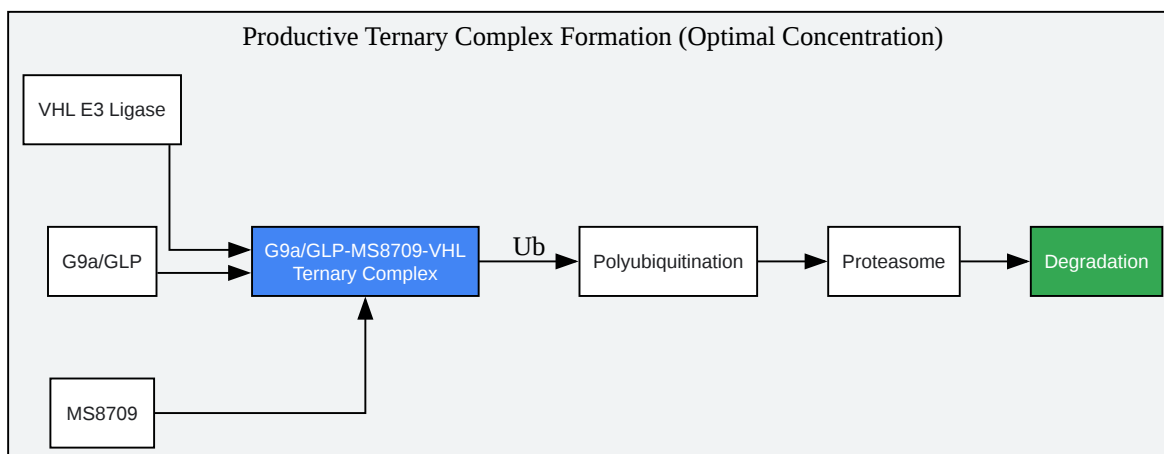 Productive Ternary Complex Formation (Optimal Concentration)
VHL E3 Ligase
G9a/GLP
G9a/GLP-MS8709-VHL
Ternary Complex
Ub
Polyubiquitination
Proteasome
Degradation
MS8709